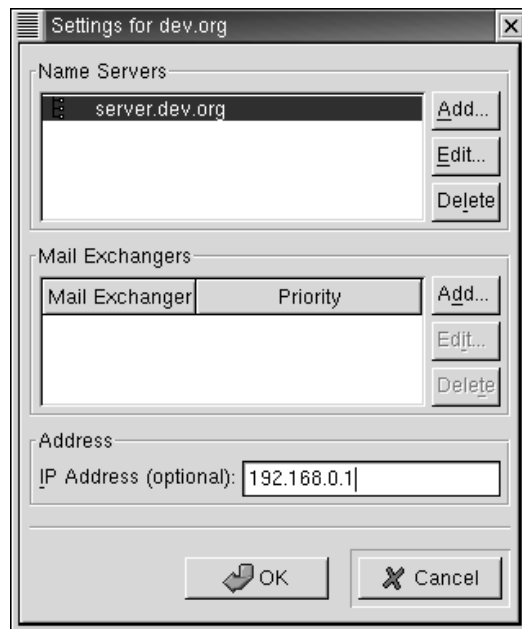 Settings for dev.org
Name Servers
server.dev.org
Add...
Edit...
Delete
Mail Exchangers
Mail Exchanger Priority
Add...
Edit...
Delete
Address
IP Address (optional): 192.168.0.1
OK Cancel